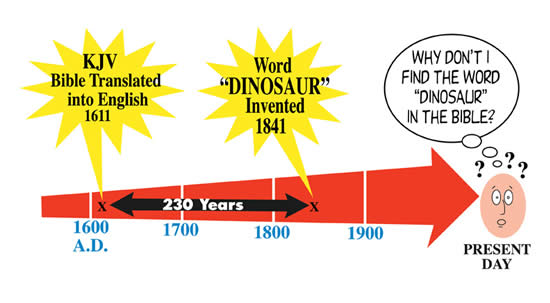 KJV
Bible Translated
into English
1611
Word
“DINOSAUR”
Invented
1841
WHY DON'T I
FIND THE WORD
“DINOSAUR”
IN THE BIBLE?
? ? ?
x 230 Years x
1600
A.D.
1700
1800
1900
PRESENT
DAY